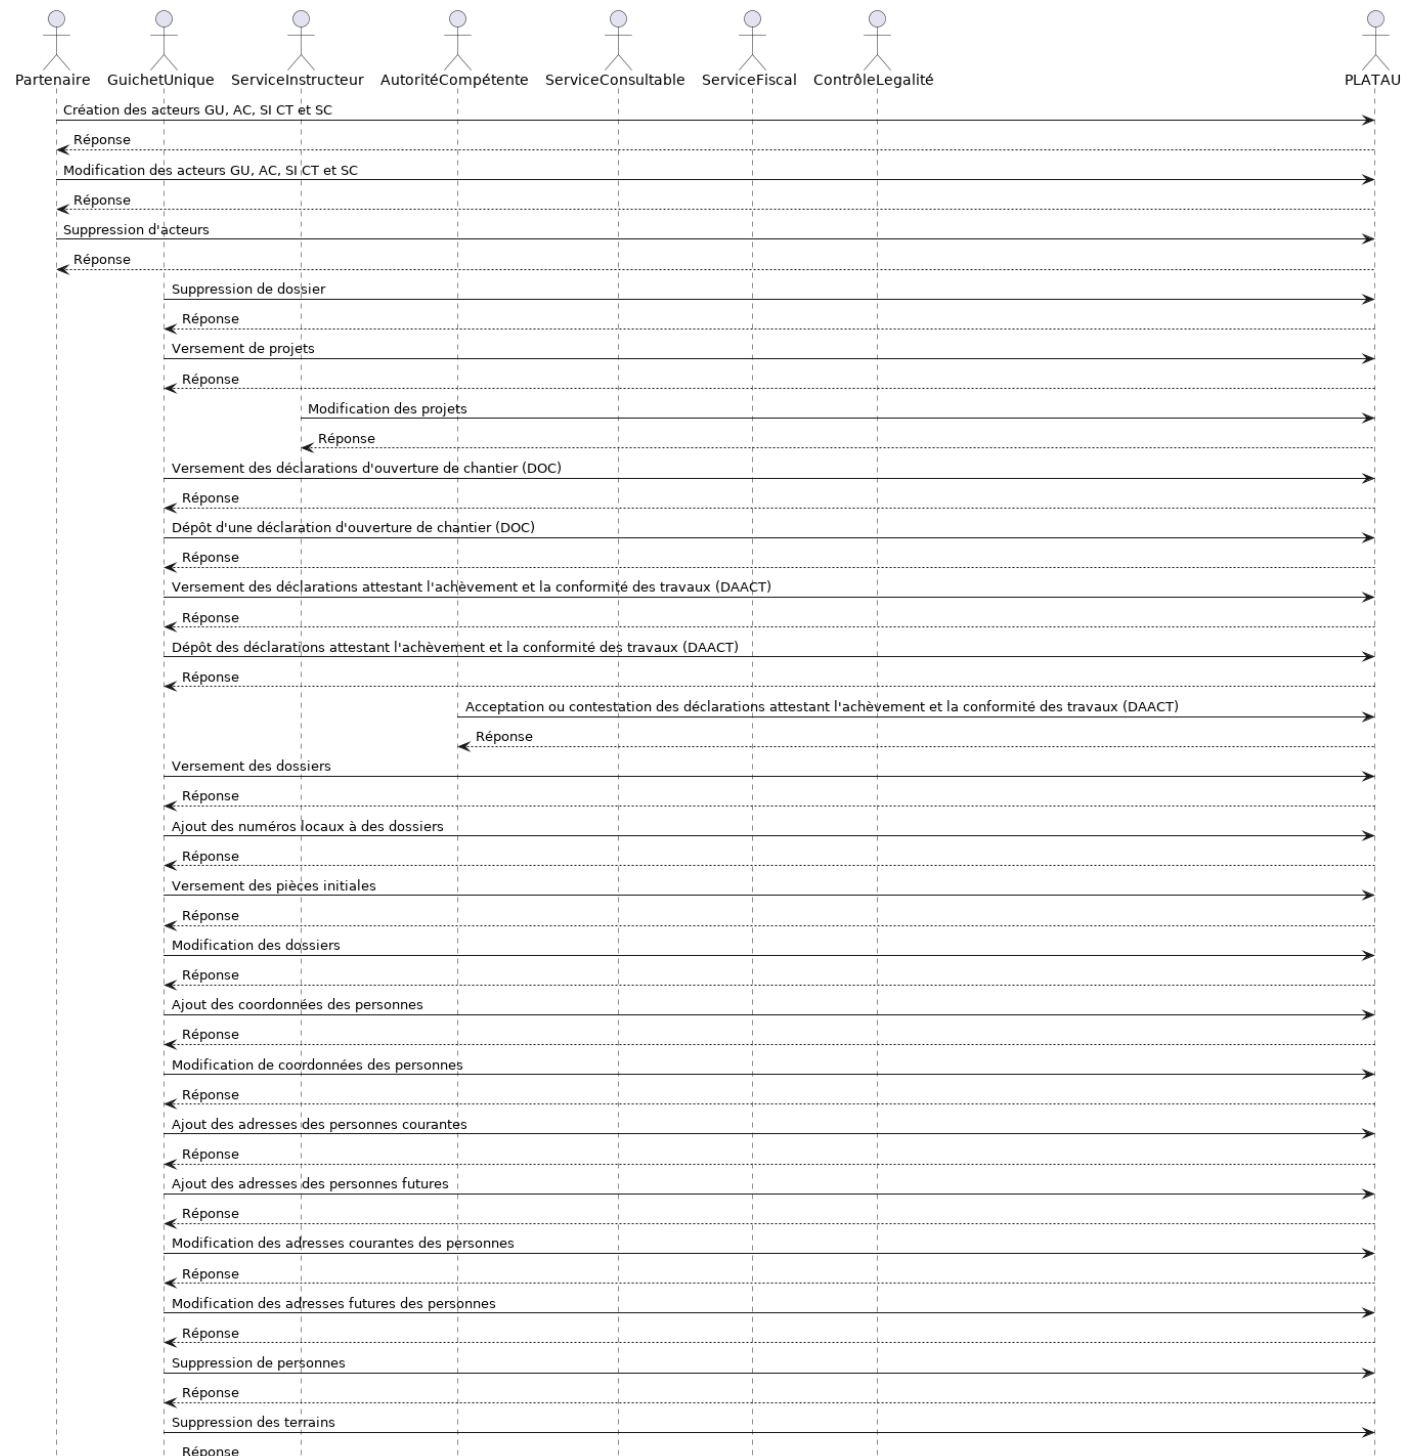 Partenaire GuichetUnique ServiceInstructeur AutoritéCompétente ServiceConsultable ServiceFiscal ContrôleLegalité PLATAU
Création des acteurs GU, AC, SI CT et SC
Réponse
Modification des acteurs GU, AC, SI CT et SC
Réponse
Suppression d'acteurs
Réponse
Suppression de dossier
Réponse
Versement de projets
Réponse
Modification des projets
Réponse
Versement des déclarations d'ouverture de chantier (DOC)
Réponse
Dépôt d'une déclaration d'ouverture de chantier (DOC)
Réponse
Versement des déclarations attestant l'achèvement et la conformité des travaux (DAACT)
Réponse
Dépôt des déclarations attestant l'achèvement et la conformité des travaux (DAACT)
Réponse
Acceptation ou contestation des déclarations attestant l'achèvement et la conformité des travaux (DAACT)
Réponse
Versement des dossiers
Réponse
Ajout des numéros locaux à des dossiers
Réponse
Versement des pièces initiales
Réponse
Modification des dossiers
Réponse
Ajout des coordonnées des personnes
Réponse
Modification de coordonnées des personnes
Réponse
Ajout des adresses des personnes courantes
Réponse
Ajout des adresses des personnes futures
Réponse
Modification des adresses courantes des personnes
Réponse
Modification des adresses futures des personnes
Réponse
Suppression de personnes
Réponse
Suppression des terrains
Réponse